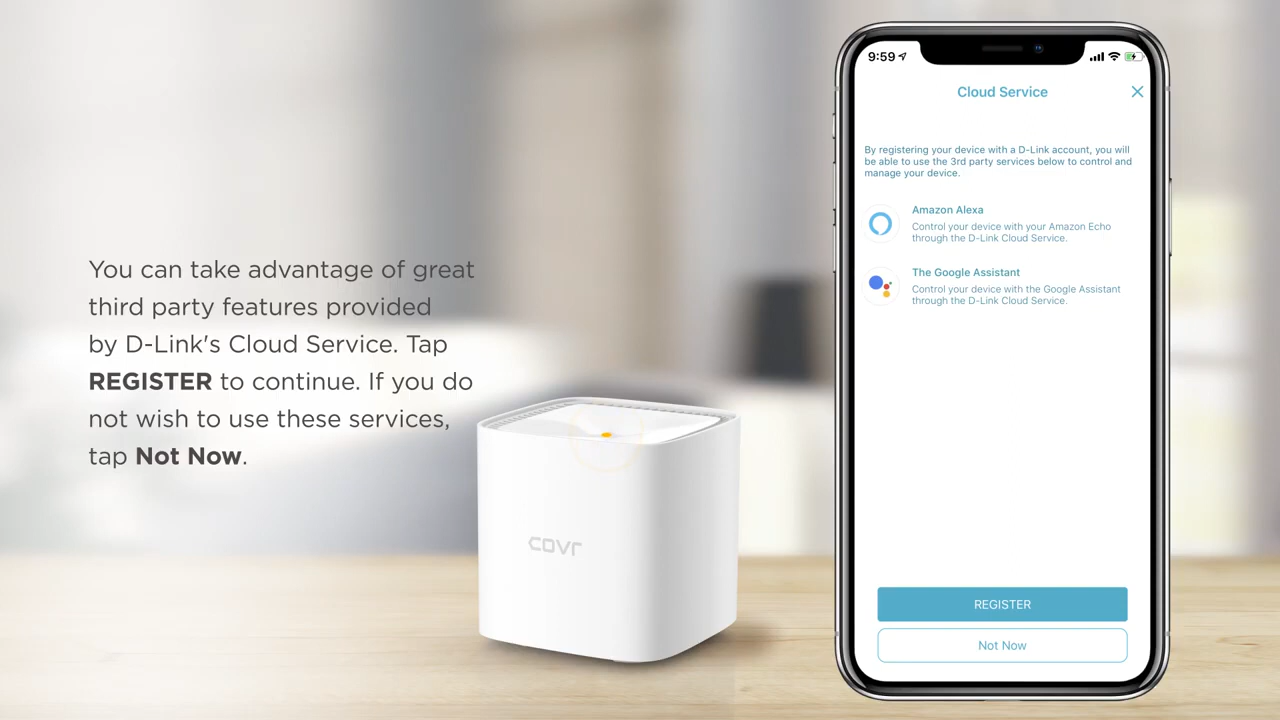 You can take advantage of great
third party features provided
by D-Link's Cloud Service. Tap
REGISTER to continue. If you do
not wish to use these services,
tap Not Now.
covr
9:59
Cloud Service
By registering your device with a D-Link account, you will
be able to use the 3rd party services below to control and
manage your device.
Amazon Alexa
Control your device with your Amazon Echo
through the D-Link Cloud Service.
The Google Assistant
Control your device with the Google Assistant
through the D-Link Cloud Service.
REGISTER
Not Now